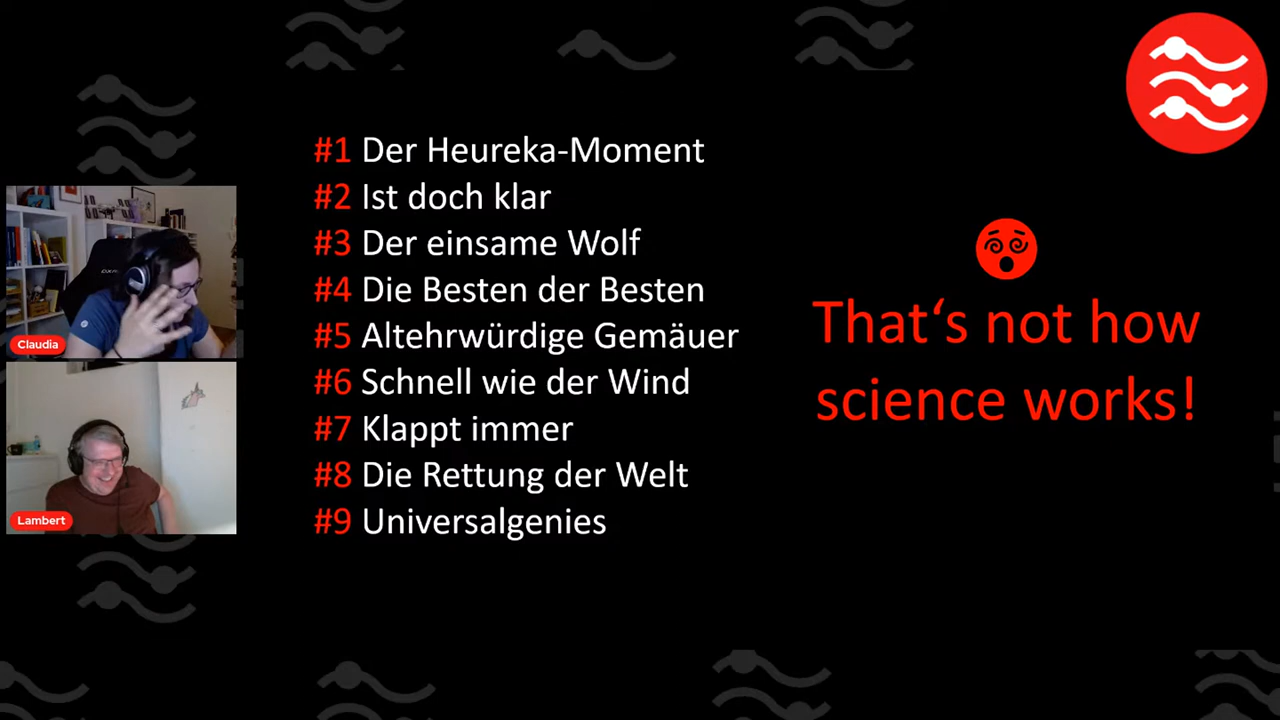 #1 Der Heureka-Moment
#2 Ist doch klar
#3 Der einsame Wolf
#4 Die Besten der Besten
#5 Altehrwürdige Gemäuer
#6 Schnell wie der Wind
#7 Klappt immer
#8 Die Rettung der Welt
#9 Universalgenies
That‘s not how
science works!
Claudia
Lambert